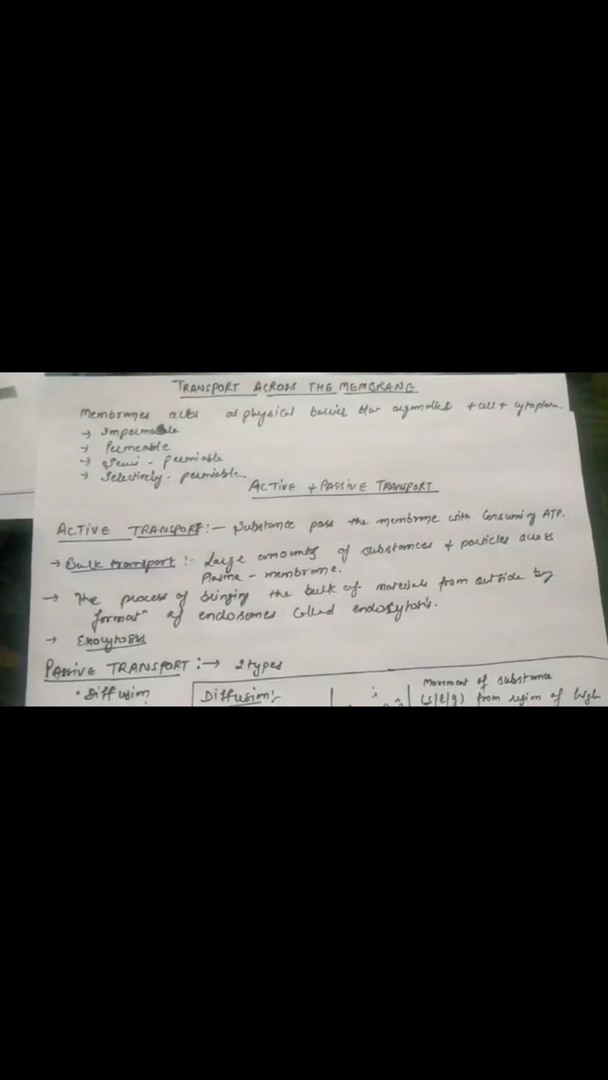 TRANSPORT ACROSS THE MEMBRANE
Membranes acts as physical barrier b/w organelles + cell + cytoplasm.
→ Impermeable
→ Permeable
→ Semi - permiable
→ Selectively - permiable.
ACTIVE + PASSIVE TRANSPORT
ACTIVE TRANSPORT :- Substance pass the membrane with Consuming ATP.
→ Bulk transport :- Large amounts of substances + particles across
Plasma - membrane.
→ The process of bringing the bulk of materials from outside by
formatⁿ of endosomes Called endocytosis.
→ Exocytosis
PASSIVE TRANSPORT :→ 2 types
• Diffusion
Diffusion :-
Movement of substance
(s/l/g) from region of high